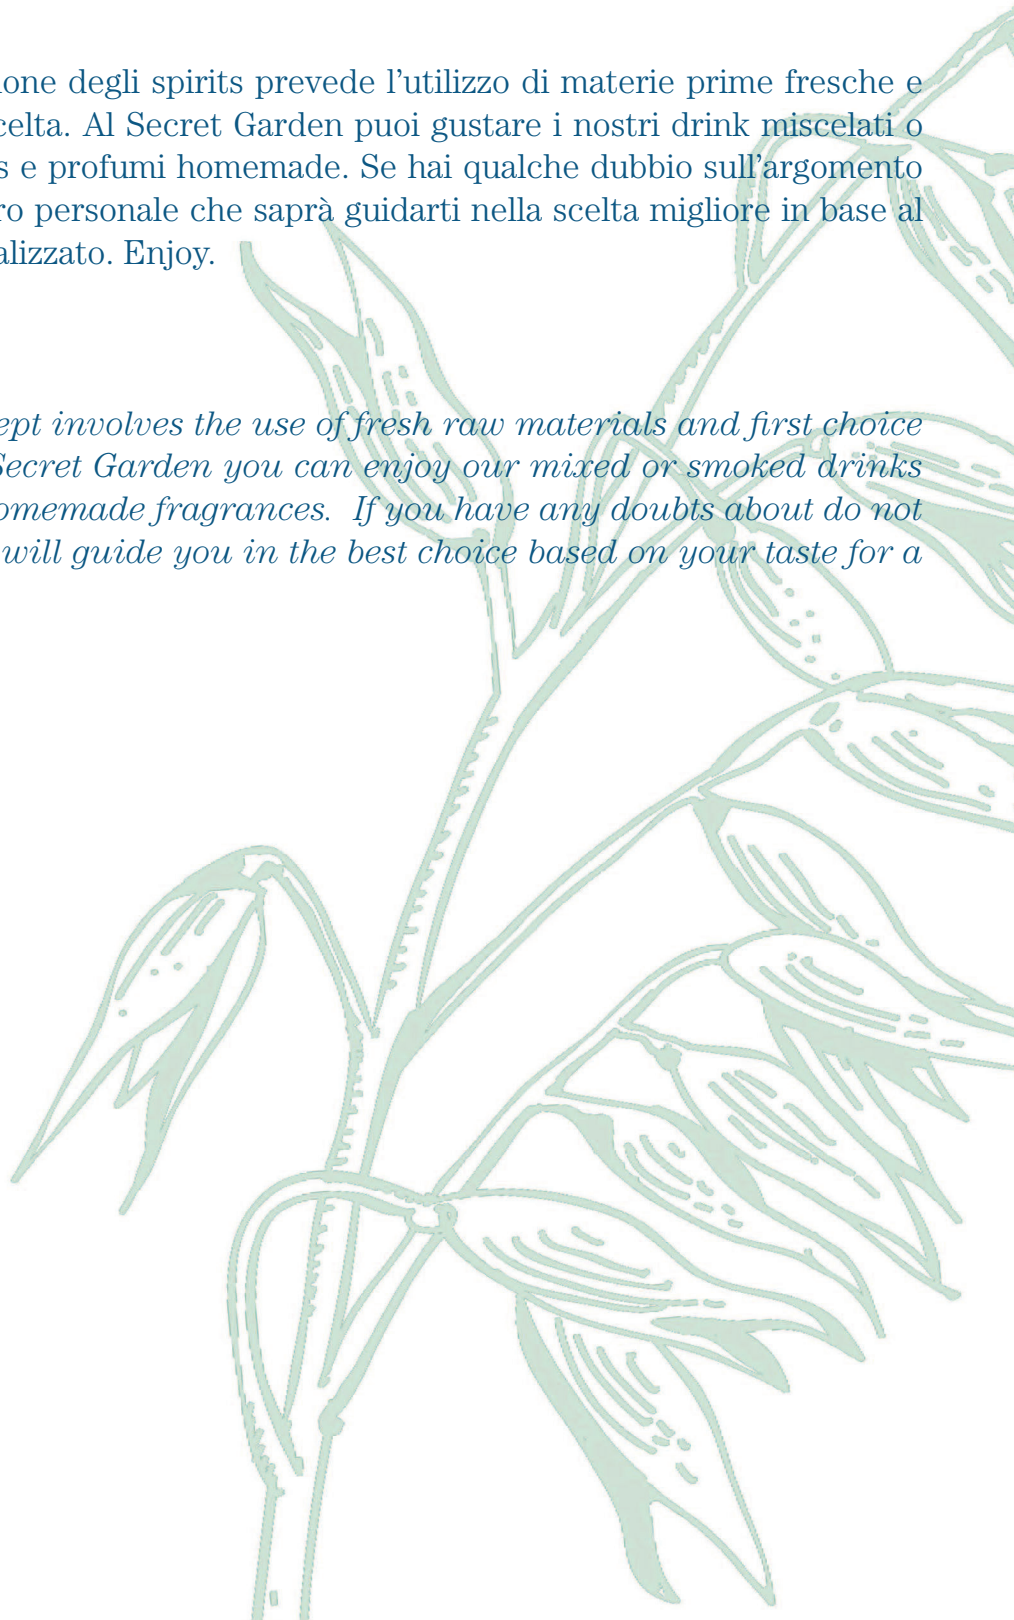 ione degli spirits prevede l'utilizzo di materie prime fresche e
celta. Al Secret Garden puoi gustare i nostri drink miscelati o
s e profumi homemade. Se hai qualche dubbio sull'argomento
ro personale che saprà guidarti nella scelta migliore in base al
alizzato. Enjoy.
ept involves the use of fresh raw materials and first choice
Secret Garden you can enjoy our mixed or smoked drinks
omemade fragrances. If you have any doubts about do not
will guide you in the best choice based on your taste for a